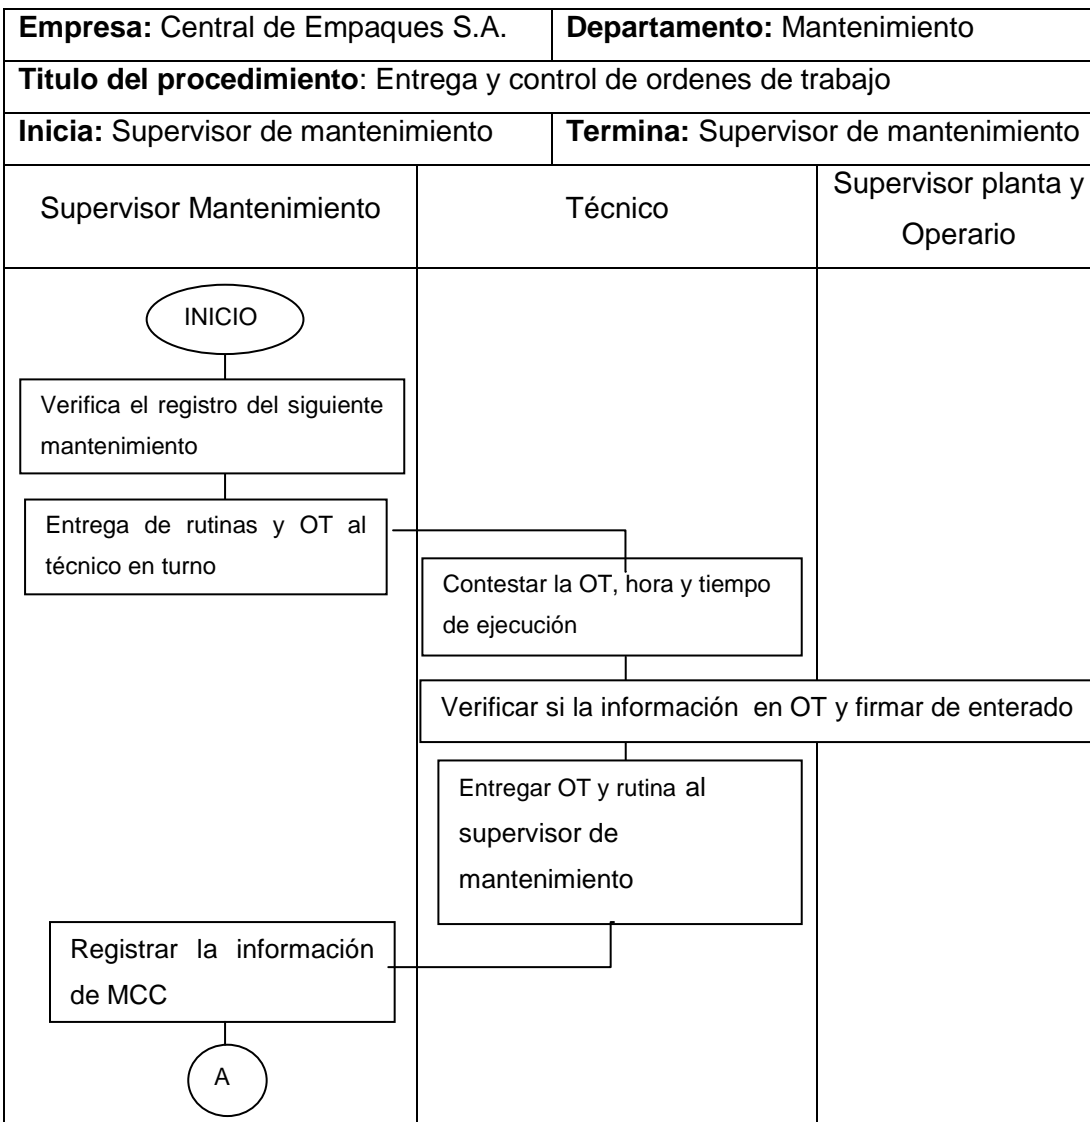 Empresa: Central de Empaques S.A. Departamento: Mantenimiento
Titulo del procedimiento: Entrega y control de ordenes de trabajo
Inicia: Supervisor de mantenimiento Termina: Supervisor de mantenimiento
Supervisor Mantenimiento
Técnico
Supervisor planta y
Operario
INICIO
Verifica el registro del siguiente
mantenimiento
Entrega de rutinas y OT al
técnico en turno
Contestar la OT, hora y tiempo
de ejecución
Verificar si la información en OT y firmar de enterado
Entregar OT y rutina al
supervisor de
mantenimiento
Registrar la información
de MCC
A